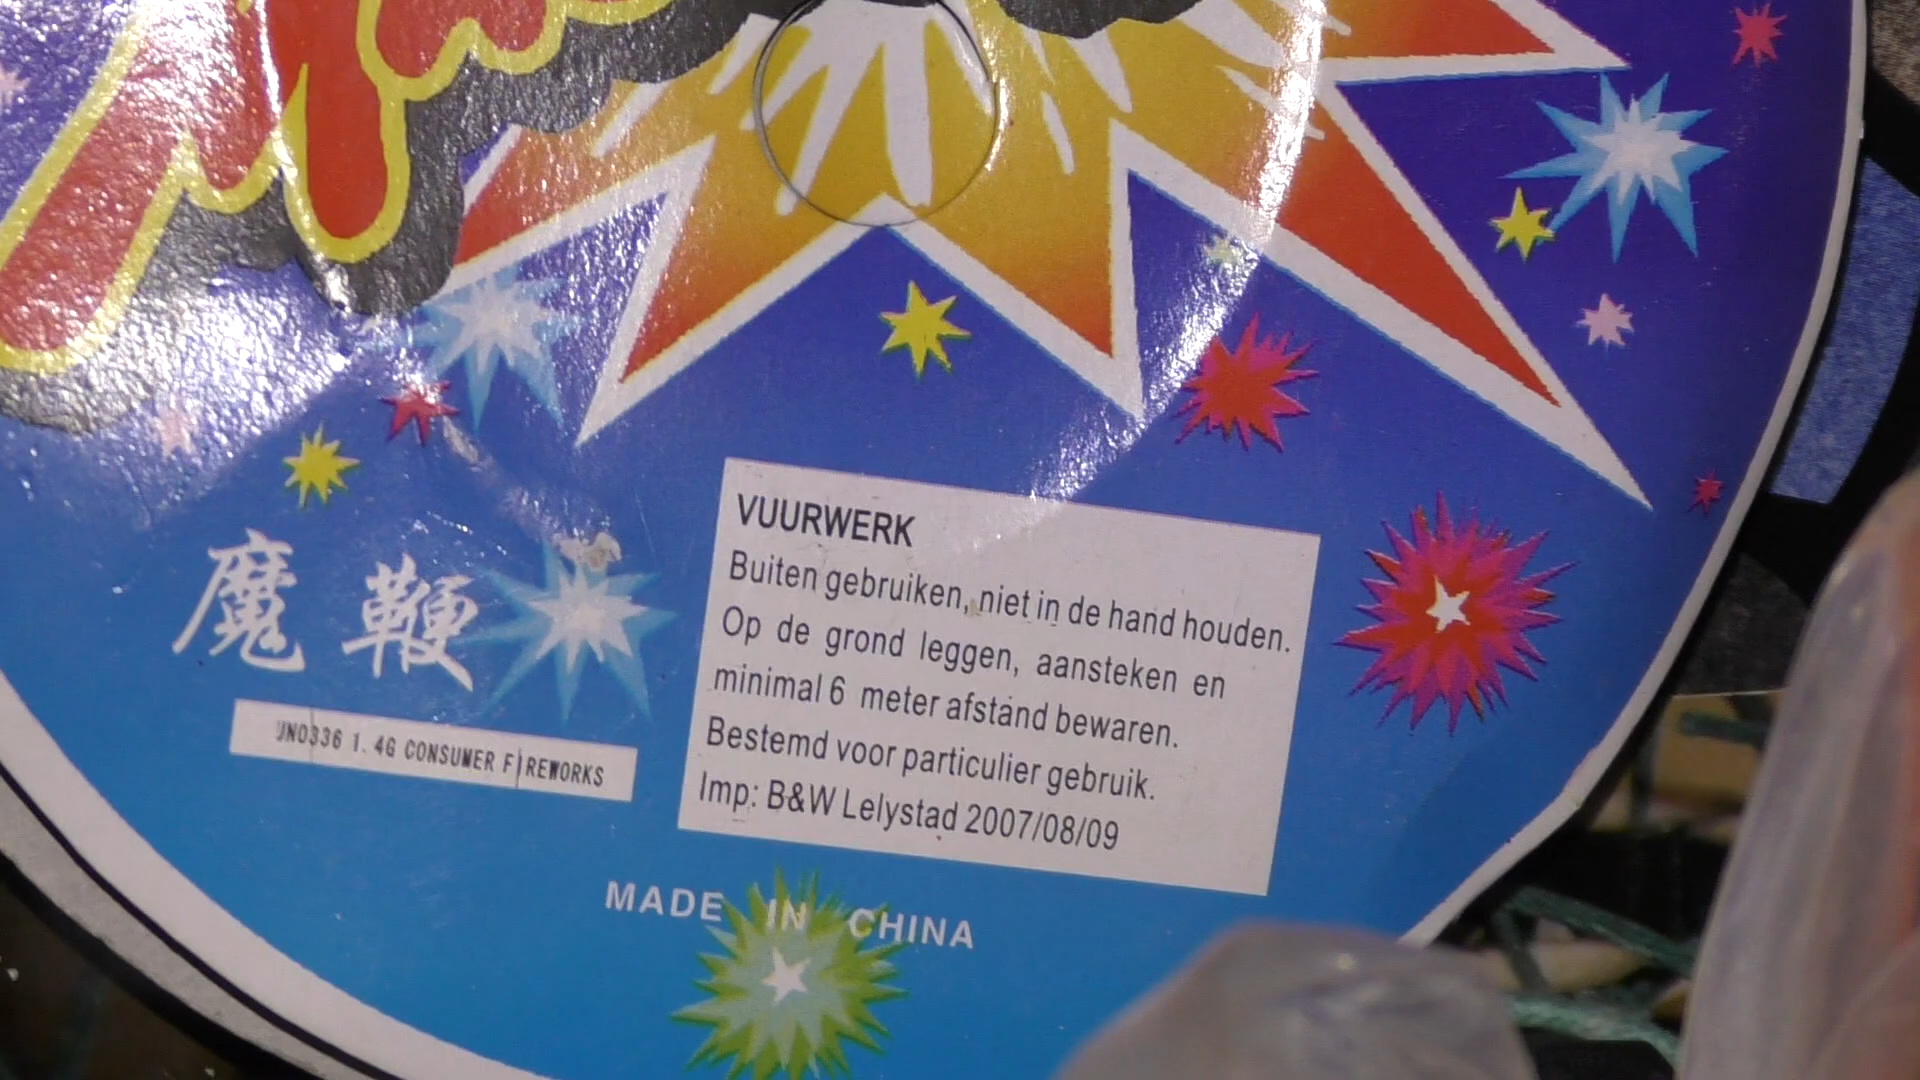 VUURWERK
Buiten gebruiken, niet in de hand houden.
Op de grond leggen, aansteken en
minimal 6 meter afstand bewaren.
Bestemd voor particulier gebruik.
Imp: B&W Lelystad 2007/08/09
魔鞭
UN0336 1.4G CONSUMER FIREWORKS
MADE IN CHINA